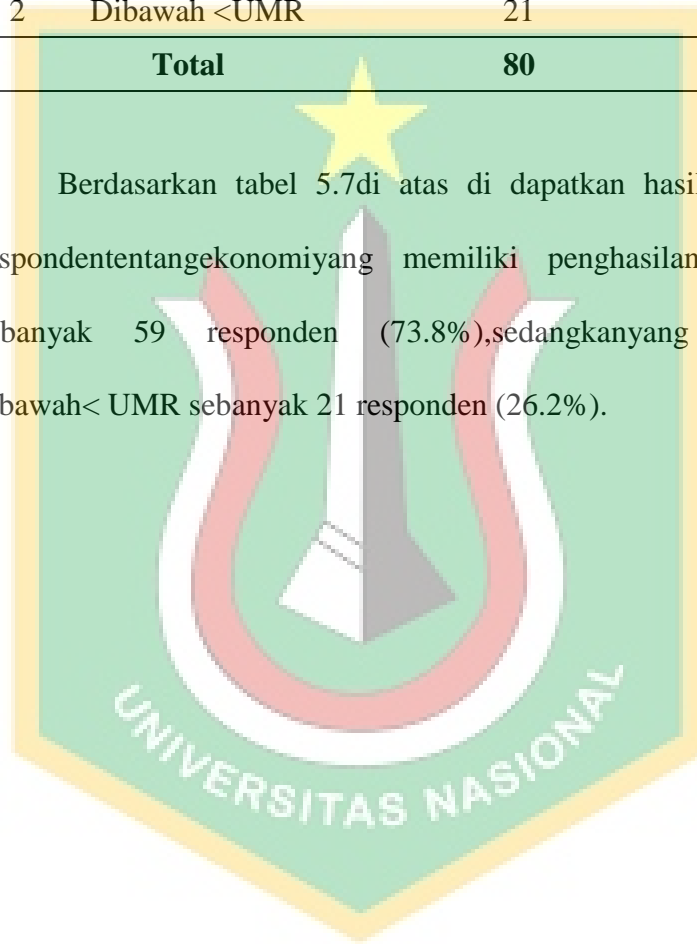 2 Dibawah <UMR 21
Total 80
Berdasarkan tabel 5.7di atas di dapatkan hasil
spondententangekonomiyang memiliki penghasilan
banyak 59 responden (73.8%),sedangkanyang
bawah< UMR sebanyak 21 responden (26.2%).
UNIVERSITAS NASIONAL